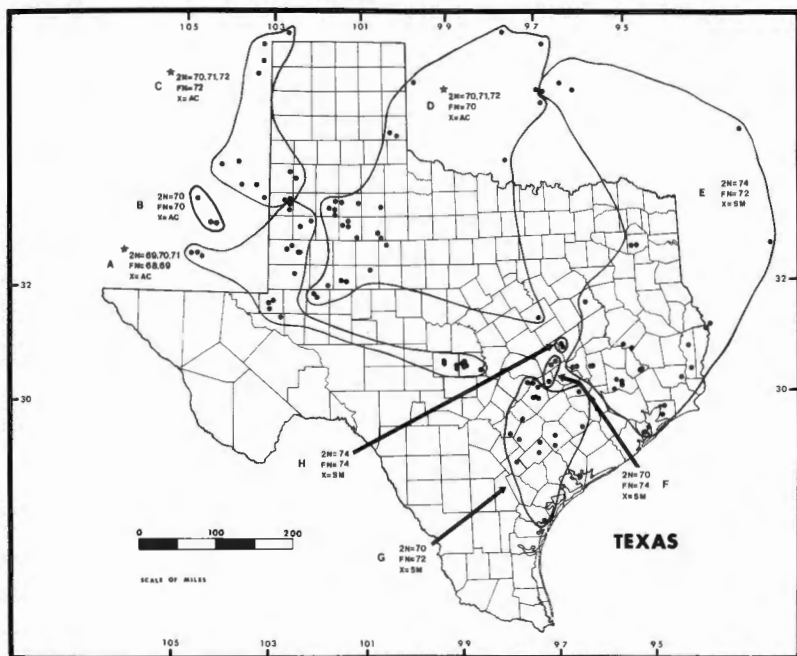 105 103 101 99 97 95
C
* 2N=70,71,72
FN=72
X=AC
D
* 2N=70,71,72
FN=70
X=AC
B
2N=70
FN=70
X=AC
E
2N=74
FN=72
X=SM
A
* 2N=69,70,71
FN=68,69
X=AC
32 32
30 30
H
2N=74
FN=74
X=SM
2N=70
FN=74
X=SM
F
G
2N=70
FN=72
X=SM
0 100 200
SCALE OF MILES
TEXAS
105 103 101 99 97 95